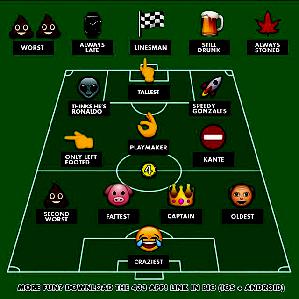 WORST
ALWAYS LATE
LINESMAN
STILL DRUNK
ALWAYS STONED
TALLEST
THINKS HE'S RONALDO
SPEEDY GONZALES
ONLY LEFT FOOTED
PLAYMAKER
KANTE
SECOND WORST
FATTEST
CAPTAIN
OLDEST
CRAZIEST
MORE FUN? DOWNLOAD THE 433 APP! LINK IN BIO (IOS + ANDROID)